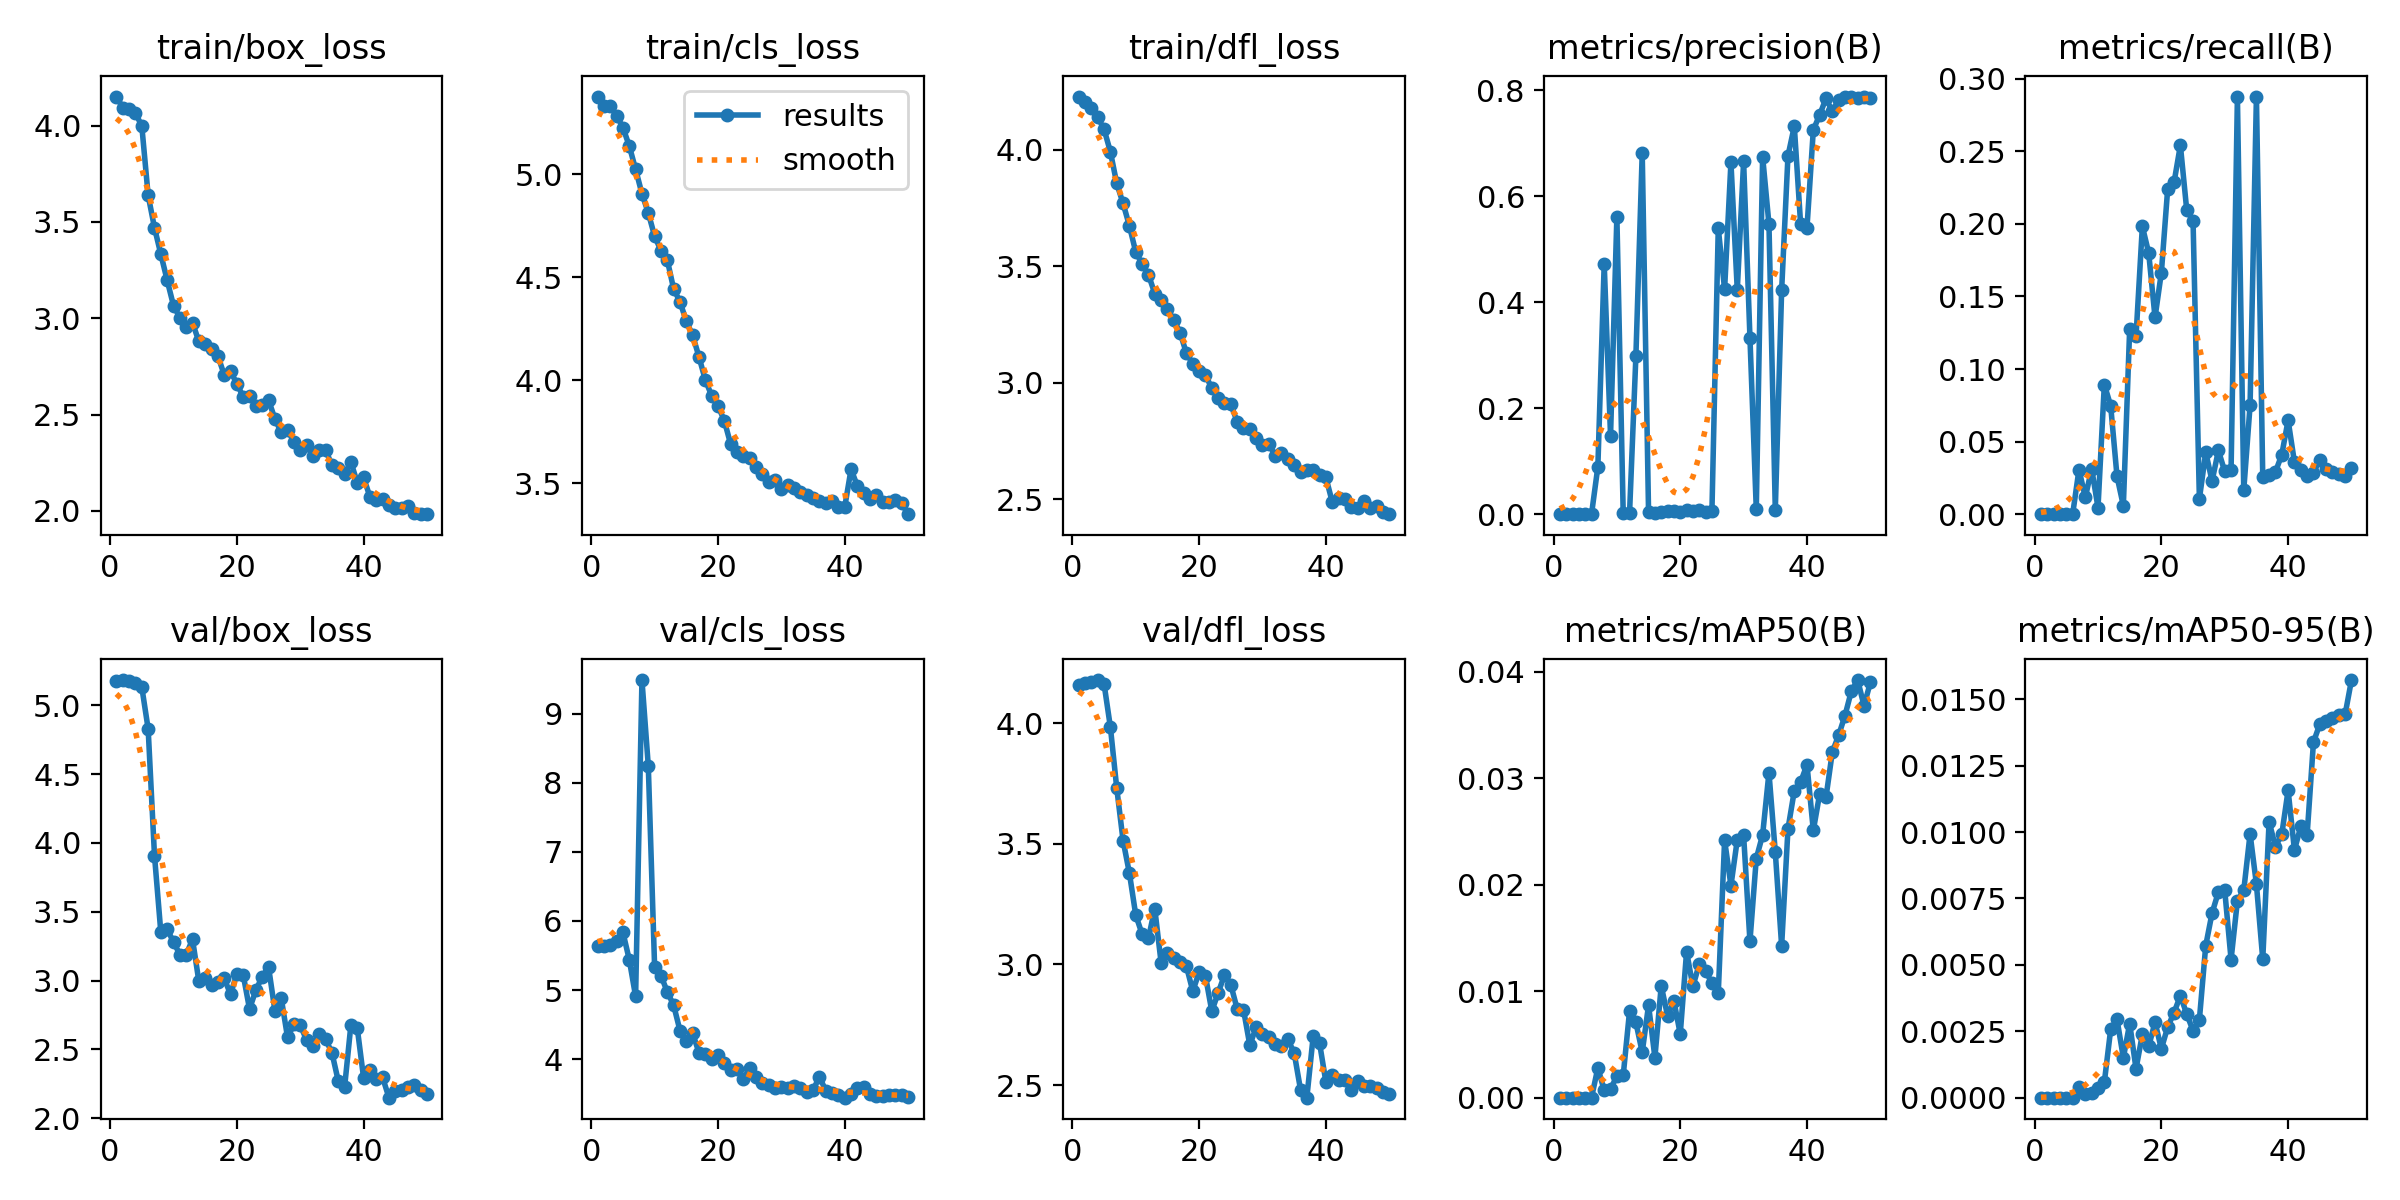 train/box_loss
train/cls_loss
train/dfl_loss
metrics/precision(B)
metrics/recall(B)
4.0
3.5
3.0
2.5
2.0
0 20 40
results
smooth
5.0
4.5
4.0
3.5
0 20 40
4.0
3.5
3.0
2.5
0 20 40
0.8
0.6
0.4
0.2
0.0
0 20 40
0.30
0.25
0.20
0.15
0.10
0.05
0.00
0 20 40
val/box_loss
val/cls_loss
val/dfl_loss
metrics/mAP50(B)
metrics/mAP50-95(B)
5.0
4.5
4.0
3.5
3.0
2.5
2.0
0 20 40
9
8
7
6
5
4
0 20 40
4.0
3.5
3.0
2.5
0 20 40
0.04
0.03
0.02
0.01
0.00
0 20 40
0.0150
0.0125
0.0100
0.0075
0.0050
0.0025
0.0000
0 20 40